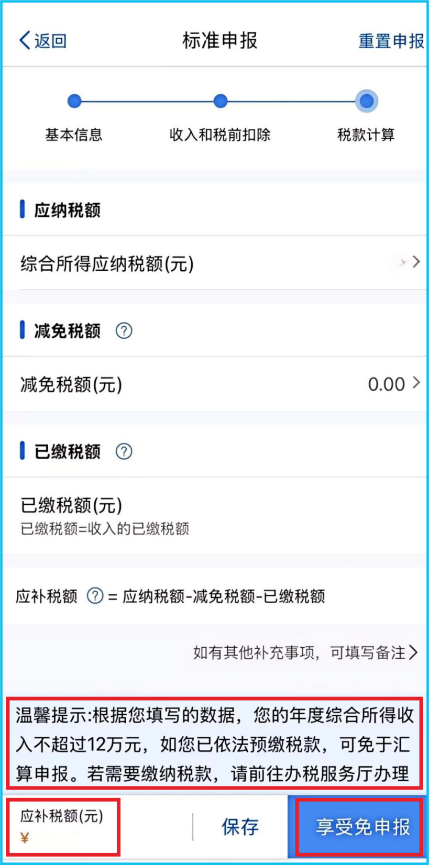 返回
标准申报
重置申报
基本信息
收入和税前扣除
税款计算
应纳税额
综合所得应纳税额(元)
减免税额 ?
减免税额(元)
0.00
已缴税额 ?
已缴税额(元)
已缴税额=收入的已缴税额
应补税额 ? = 应纳税额-减免税额-已缴税额
如有其他补充事项，可填写备注
温馨提示:根据您填写的数据，您的年度综合所得收
入不超过12万元，如您已依法预缴税款，可免于汇
算申报。若需要缴纳税款，请前往办税服务厅办理
应补税额(元)
¥
保存
享受免申报